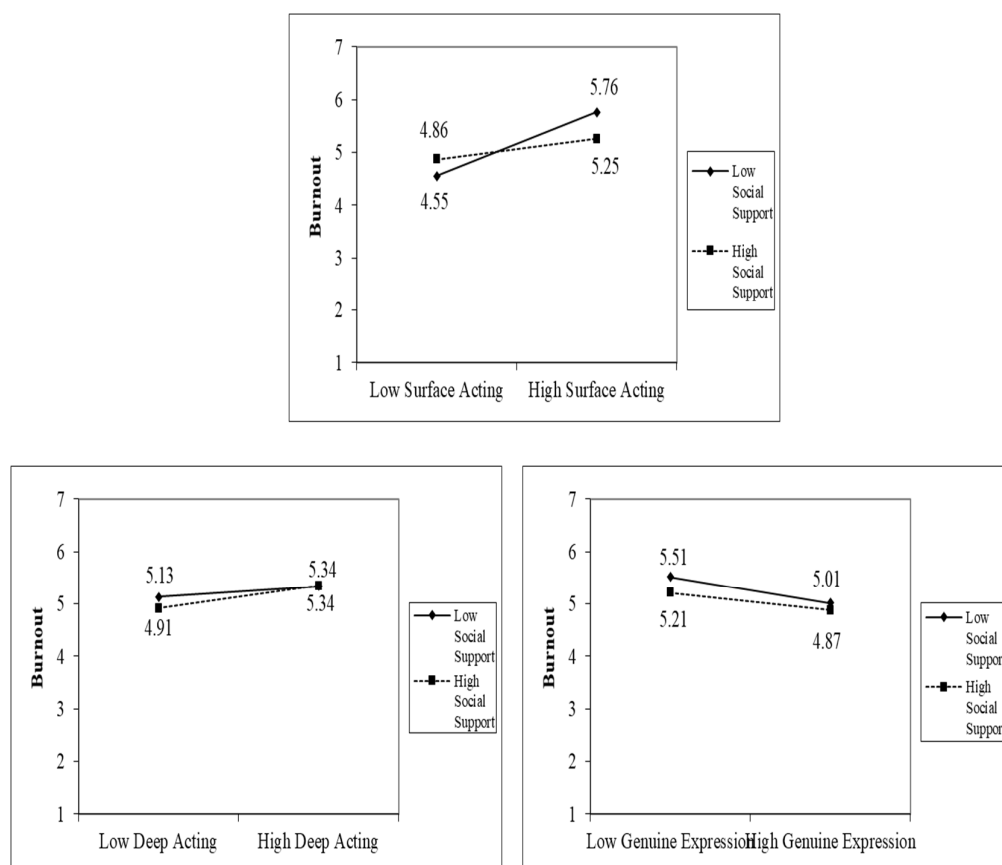 7
6
5
4
3
2
1
Burnout
5.76
4.86
5.25
4.55
Low Surface Acting
High Surface Acting
Low
Social
Support
High
Social
Support
7
6
5
4
3
2
1
Burnout
5.13
5.34
4.91
5.34
Low Deep Acting
High Deep Acting
Low
Social
Support
High
Social
Support
7
6
5
4
3
2
1
Burnout
5.51
5.01
5.21
4.87
Low Genuine Expression
High Genuine Expression
Low
Social
Support
High
Social
Support